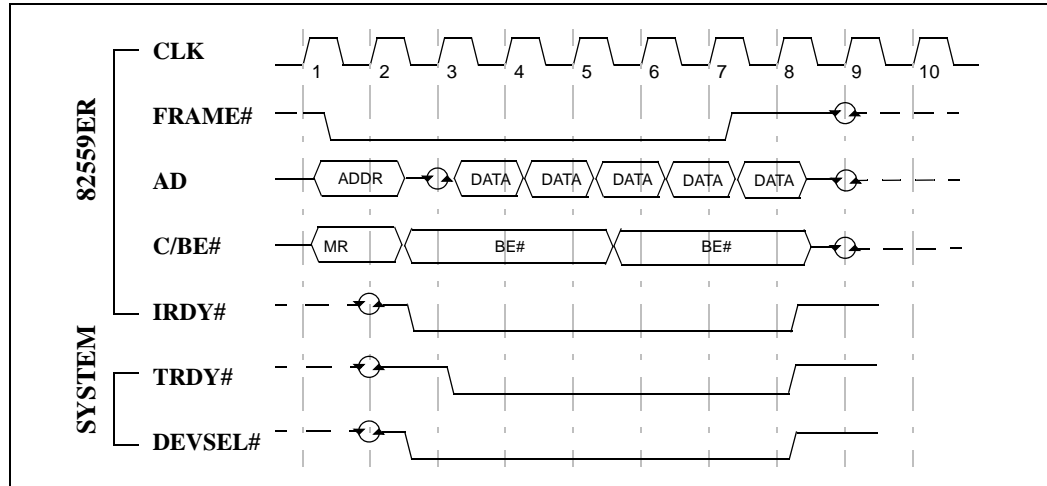 CLK
1 2 3 4 5 6 7 8 9 10
82559ER
FRAME#
AD
ADDR DATA DATA DATA DATA DATA
C/BE#
MR BE# BE#
IRDY#
SYSTEM
TRDY#
DEVSEL#